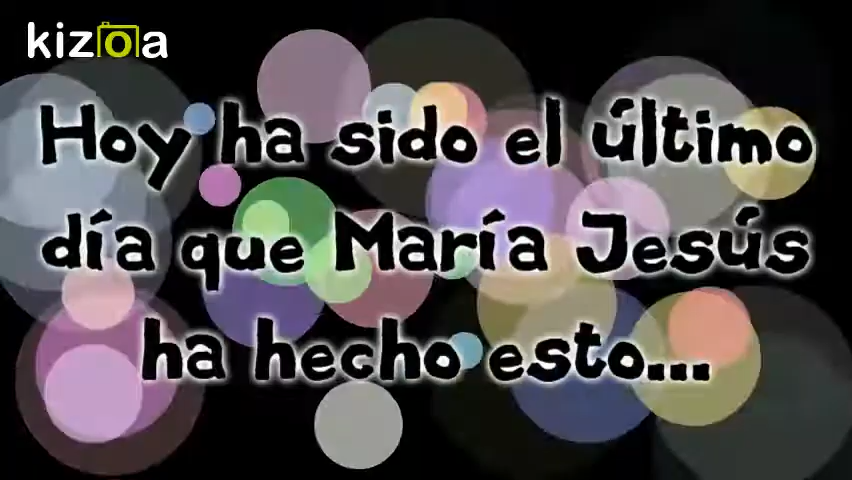 kizoa
Hoy ha sido el último
día que María Jesús
ha hecho esto...